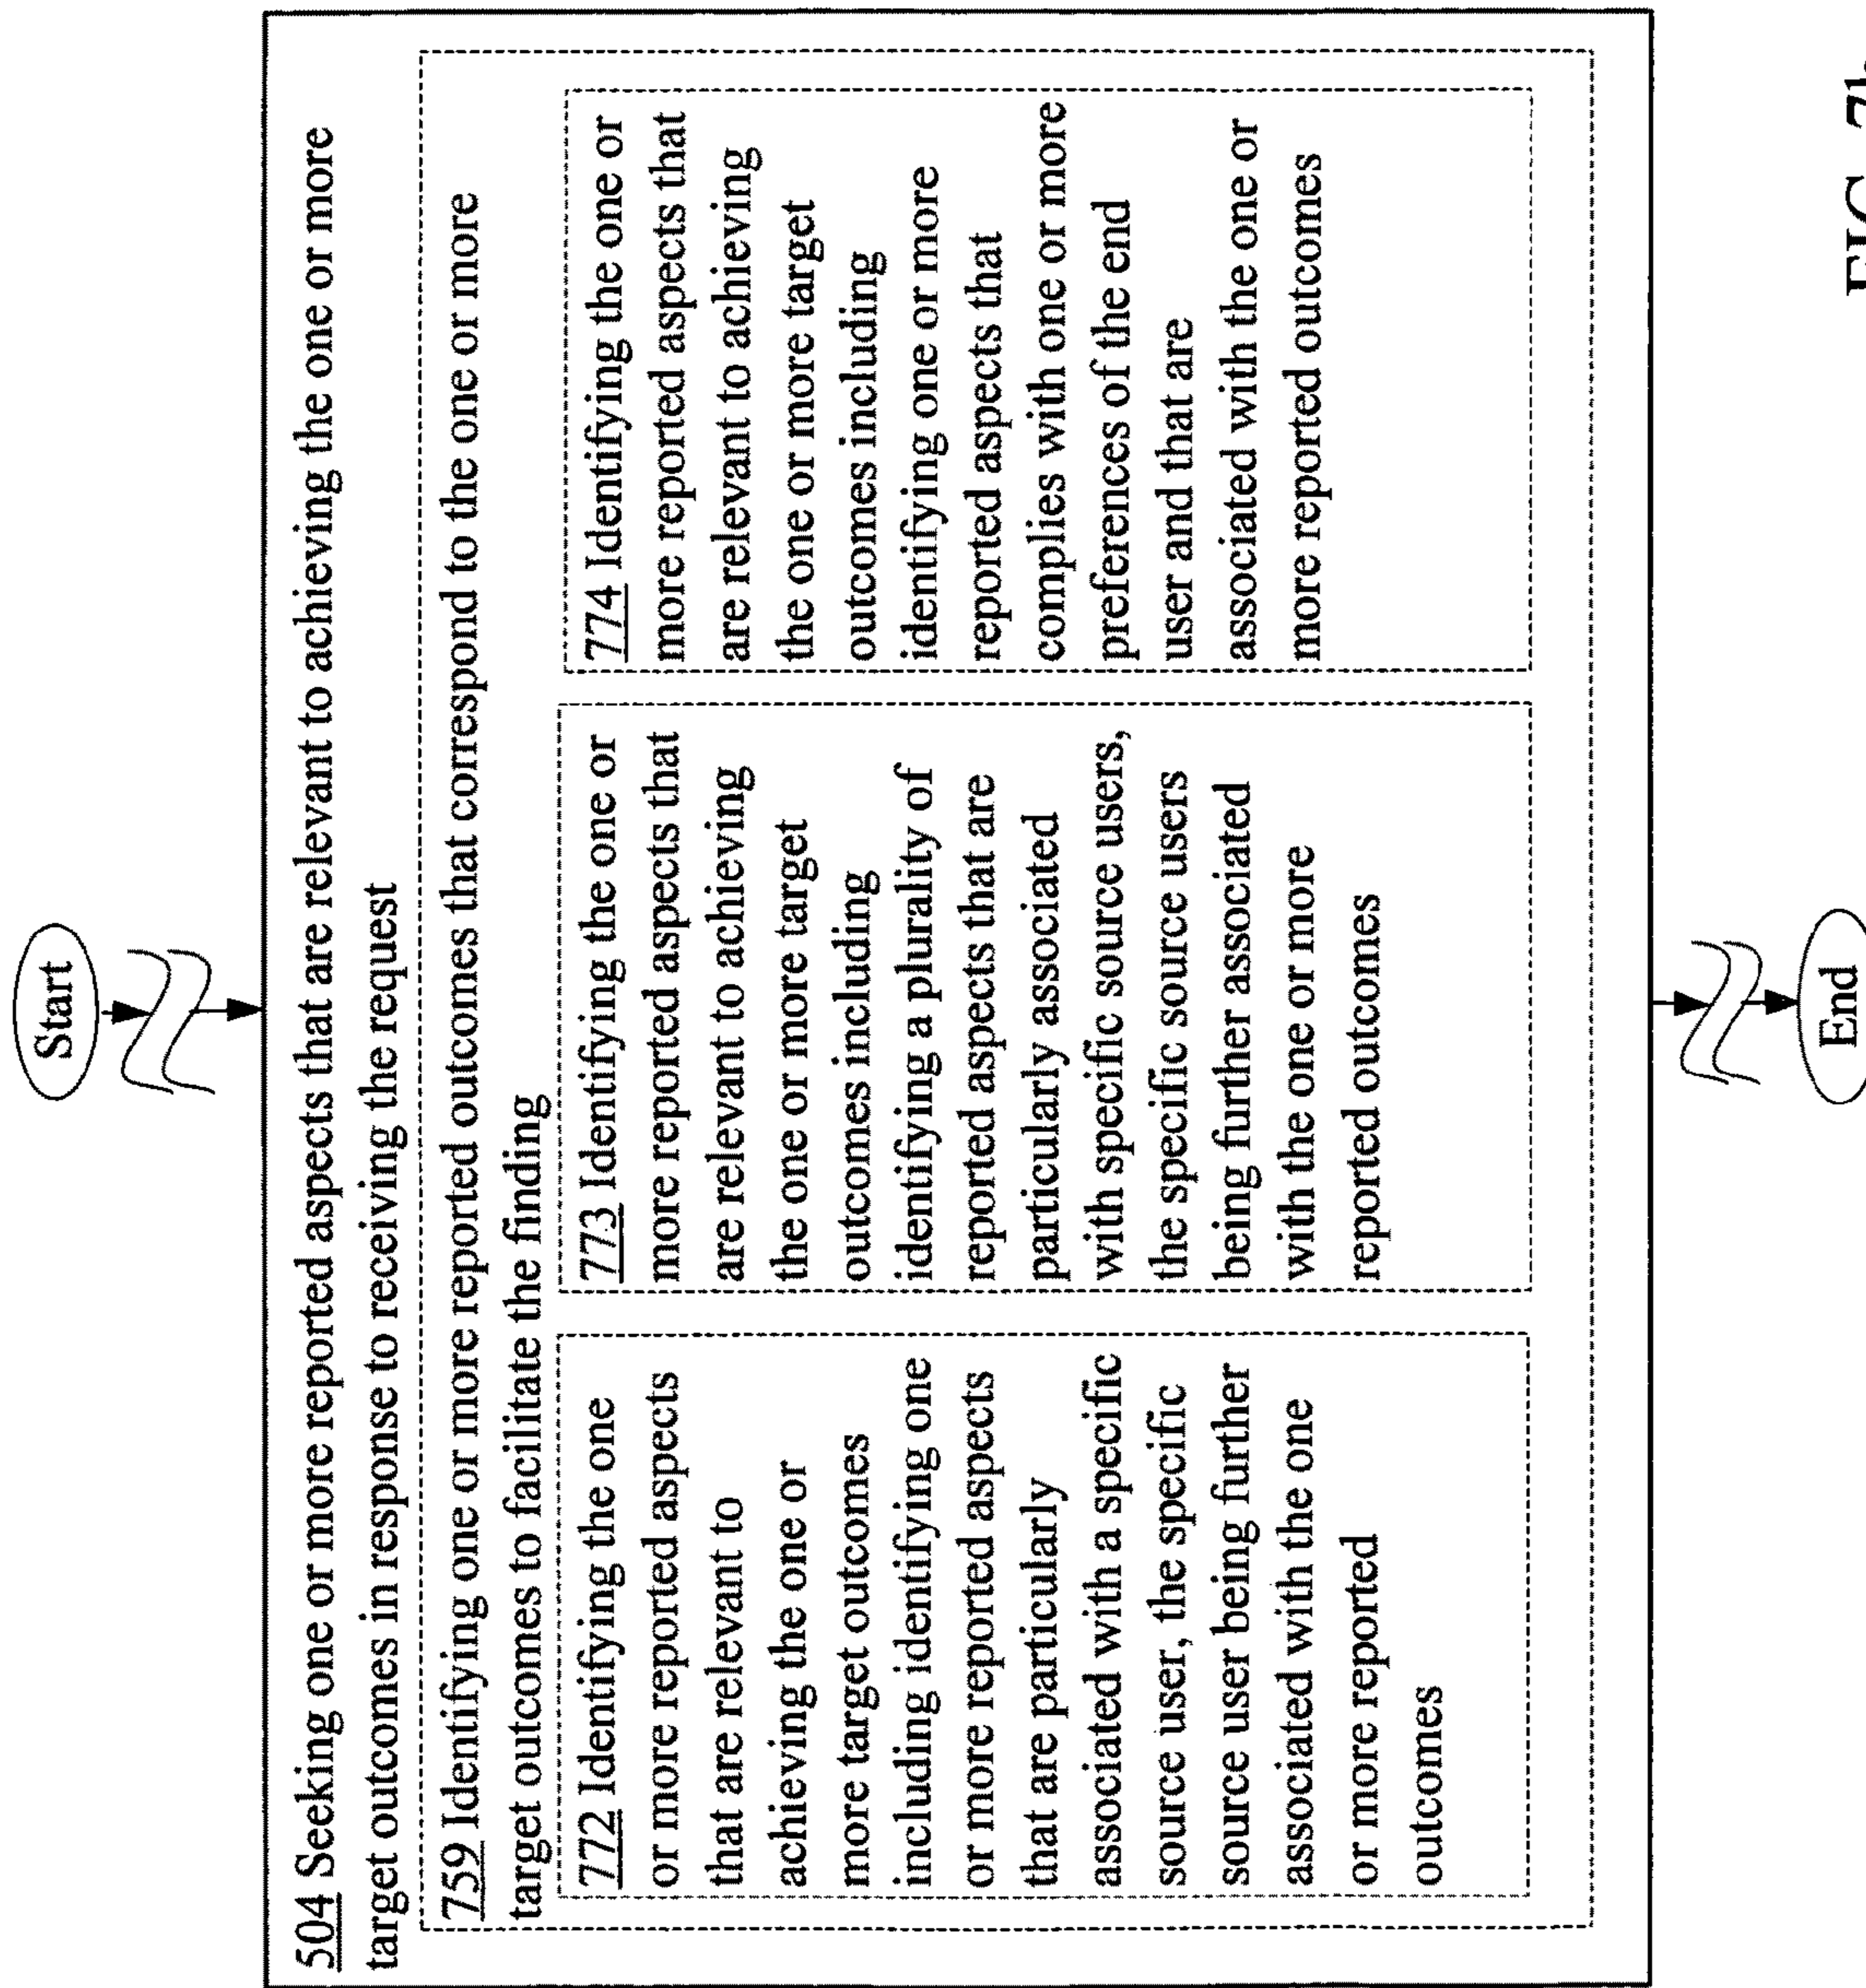 Start
504 Seeking one or more reported aspects that are relevant to achieving the one or more
target outcomes in response to receiving the request
759 Identifying one or more reported outcomes that correspond to the one or more
target outcomes to facilitate the finding
772 Identifying the one
or more reported aspects
that are relevant to
achieving the one or
more target outcomes
including identifying one
or more reported aspects
that are particularly
associated with a specific
source user, the specific
source user being further
associated with the one
or more reported
outcomes
773 Identifying the one or
more reported aspects that
are relevant to achieving
the one or more target
outcomes including
identifying a plurality of
reported aspects that are
particularly associated
with specific source users,
the specific source users
being further associated
with the one or more
reported outcomes
774 Identifying the one or
more reported aspects that
are relevant to achieving
the one or more target
outcomes including
identifying one or more
reported aspects that
complies with one or more
preferences of the end
user and that are
associated with the one or
more reported outcomes
End